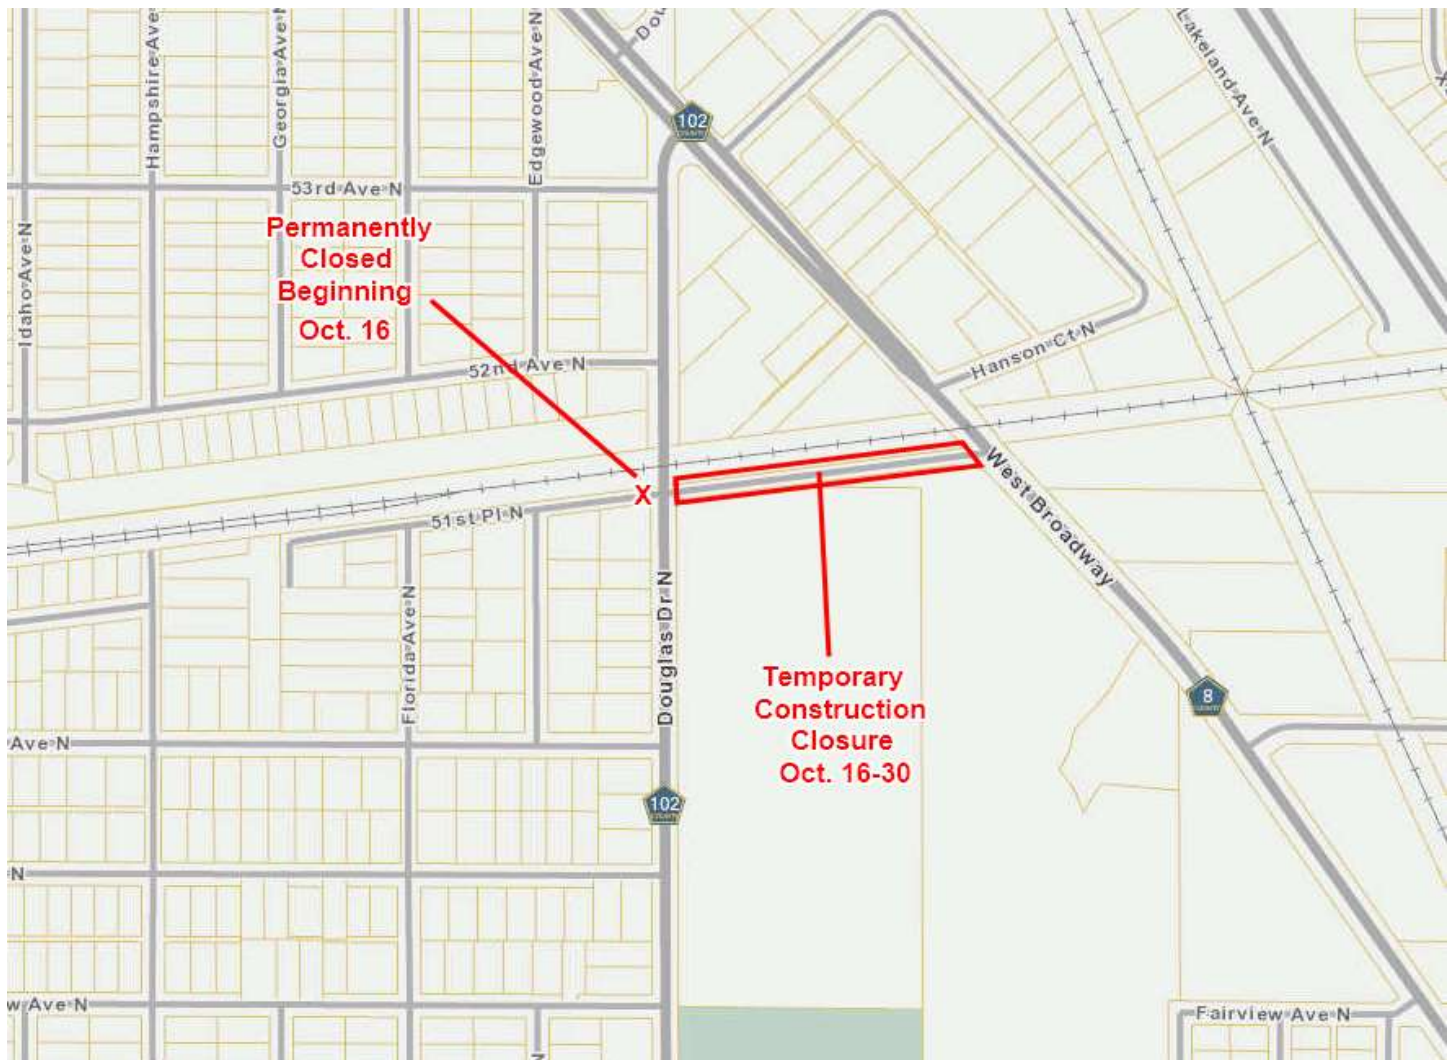 Hampshire Ave
Georgia Ave N
Edgewood Ave N
Dou
Lakeland Ave N
102
53rd Ave N
Idaho Ave N
Permanently
Closed
Beginning
Oct. 16
52nd Ave N
Hanson Ct N
51st Pl N
West Broadway
Florida Ave N
Douglas Dr N
Temporary
Construction
Closure
Oct. 16-30
8
Ave N
102
N
w Ave N
Fairview Ave N
N